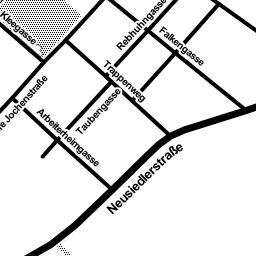 Kleegasse
Rebhuhngasse
Falkengasse
Trappenweg
Taubengasse
Jochenstraße
Arbeiterheimgasse
Neusiedlerstraße